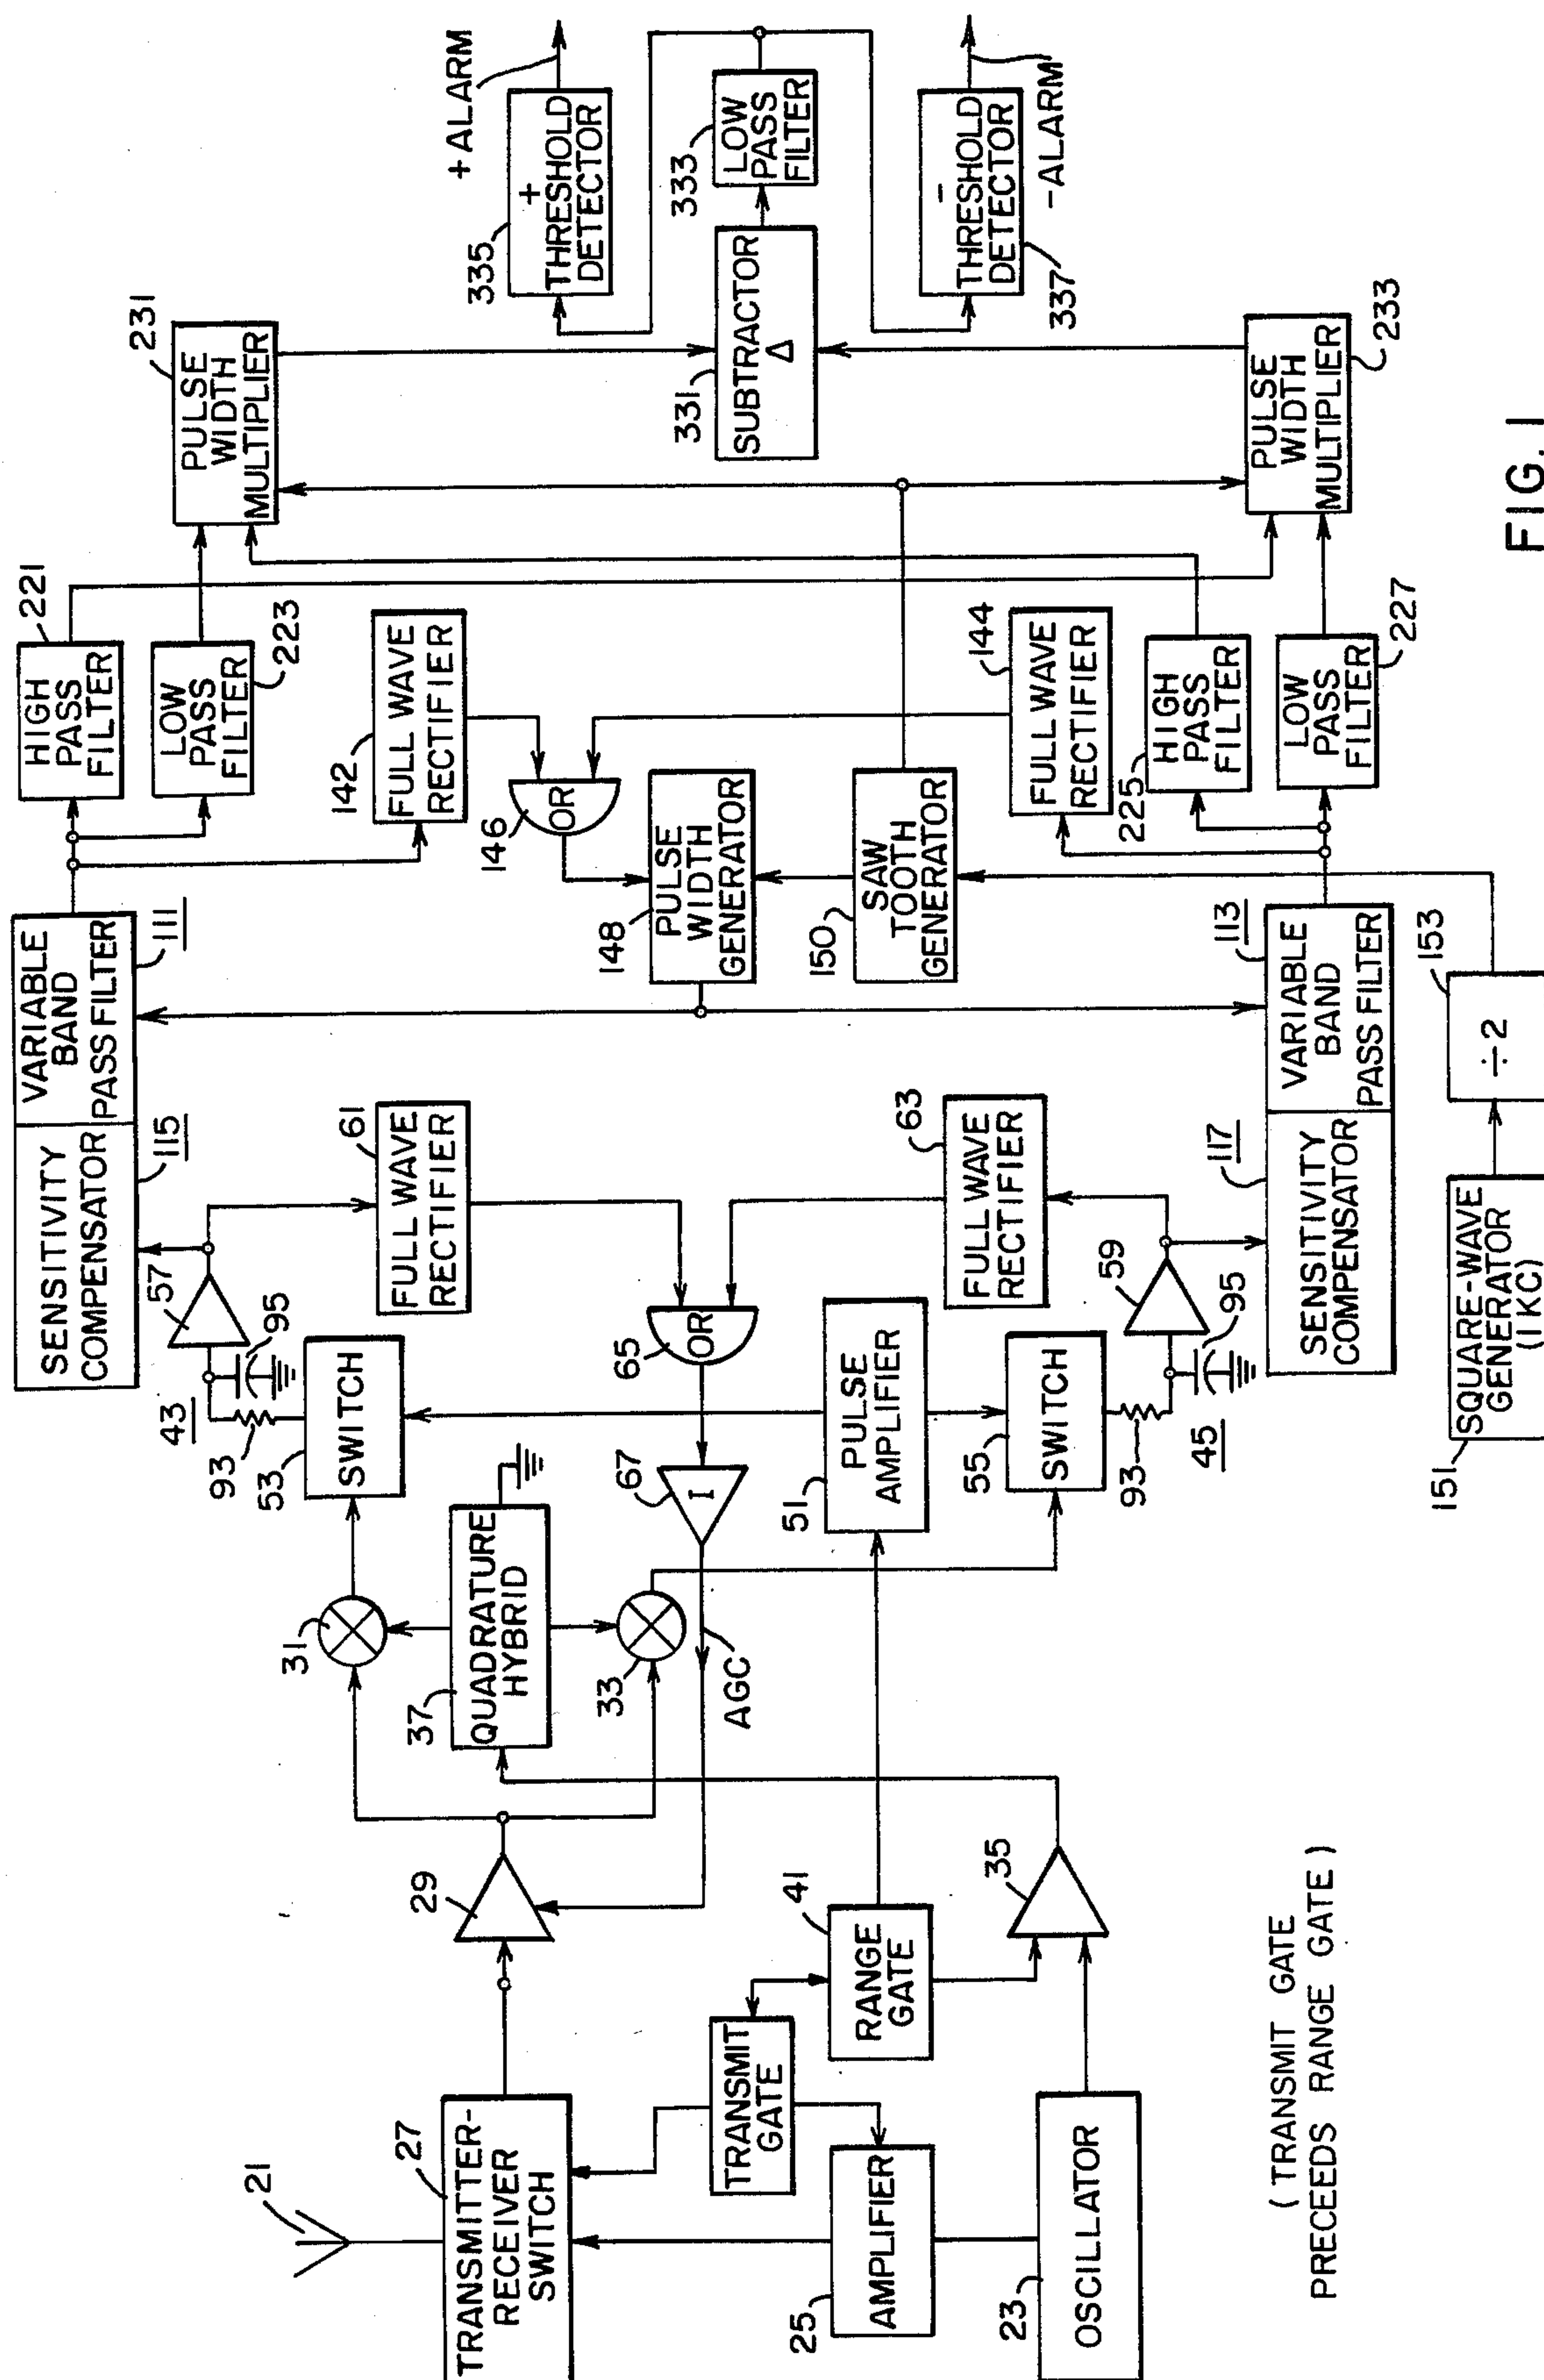 21
27
TRANSMITTER-
RECEIVER
SWITCH
25
AMPLIFIER
23
OSCILLATOR
TRANSMIT
GATE
41
RANGE
GATE
29
35
(TRANSMIT GATE
PRECEEDS RANGE GATE)
31
37
QUADRATURE
HYBRID
33
AGC
67
I
43
93
95
53
SWITCH
57
51
PULSE
AMPLIFIER
55
SWITCH
93
45
95
59
65
OR
SENSITIVITY
COMPENSATOR
115
61
FULL WAVE
RECTIFIER
63
FULL WAVE
RECTIFIER
117
SENSITIVITY
COMPENSATOR
151
SQUARE-WAVE
GENERATOR
(1KC)
153
÷2
VARIABLE
BAND
PASS FILTER
111
148
PULSE
WIDTH
GENERATOR
150
SAW
TOOTH
GENERATOR
113
VARIABLE
BAND
PASS FILTER
146
OR
142
FULL WAVE
RECTIFIER
144
FULL WAVE
RECTIFIER
221
HIGH
PASS
FILTER
223
LOW
PASS
FILTER
225
HIGH
PASS
FILTER
227
LOW
PASS
FILTER
231
PULSE
WIDTH
MULTIPLIER
233
PULSE
WIDTH
MULTIPLIER
331
SUBTRACTOR
Δ
333
LOW
PASS
FILTER
335
+
THRESHOLD
DETECTOR
+ALARM
337
−
THRESHOLD
DETECTOR
−ALARM
FIG. 1